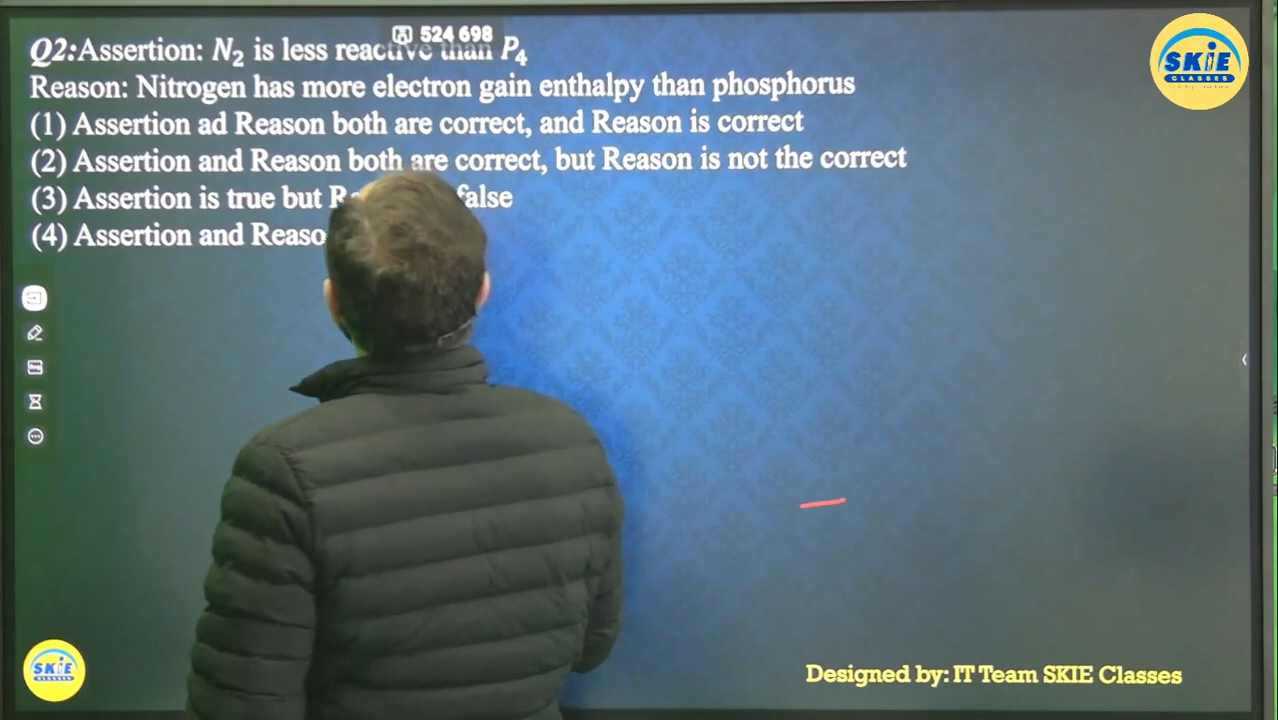 524 698
Q2:Assertion: N₂ is less reactive than P₄
Reason: Nitrogen has more electron gain enthalpy than phosphorus
(1) Assertion ad Reason both are correct, and Reason is correct
(2) Assertion and Reason both are correct, but Reason is not the correct
(3) Assertion is true but false
(4) Assertion and
SKiE
CLASSES
SKiE
CLASSES
Designed by: IT Team SKIE Classes